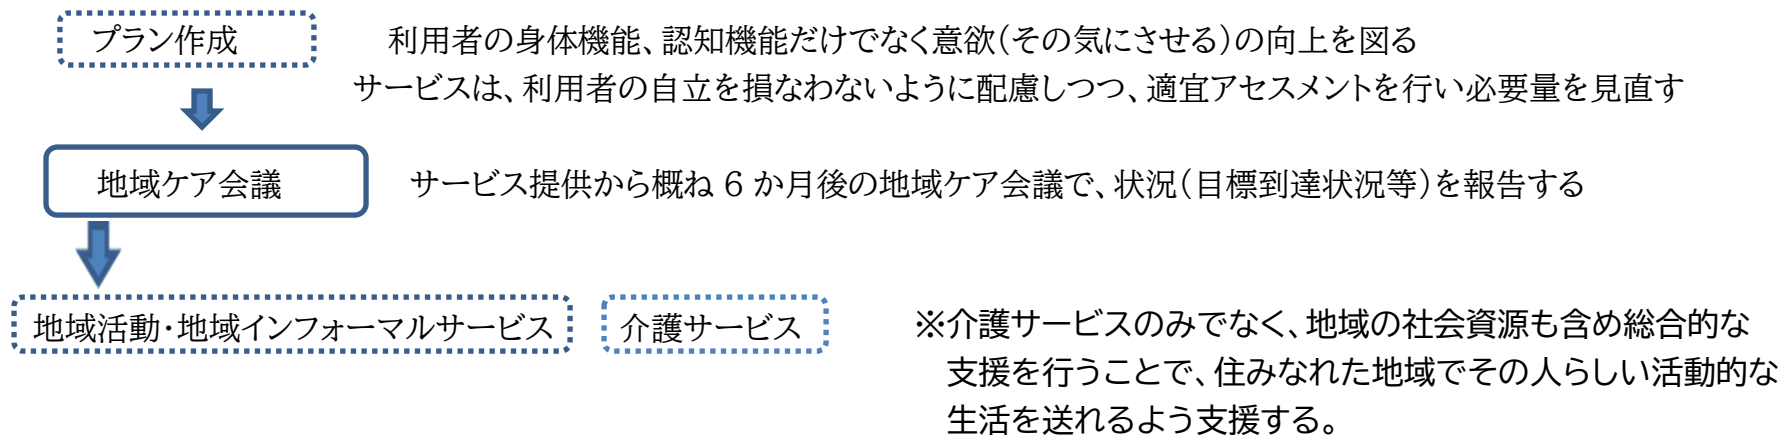 プラン作成
利用者の身体機能、認知機能だけでなく意欲(その気にさせる)の向上を図る
サービスは、利用者の自立を損なわないように配慮しつつ、適宜アセスメントを行い必要量を見直す
地域ケア会議
サービス提供から概ね 6 か月後の地域ケア会議で、状況(目標到達状況等)を報告する
地域活動・地域インフォーマルサービス
介護サービス
※介護サービスのみでなく、地域の社会資源も含め総合的な
支援を行うことで、住みなれた地域でその人らしい活動的な
生活を送れるよう支援する。